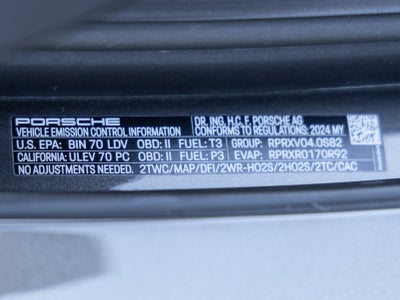 PORSCHE DR. ING. H.C. F. PORSCHE AG
VEHICLE EMISSION CONTROL INFORMATION CONFORMS TO REGULATIONS: 2024 MY
U.S. EPA: BIN 70 LDV OBD: II FUEL: T3 GROUP: RPRXV04.0S82
CALIFORNIA: ULEV 70 PC OBD: II FUEL: P3 EVAP: RPRXR0170R92
NO ADJUSTMENTS NEEDED. 2TWC/MAP/DFI/2WR-HO2S/2HO2S/2TC/CAC